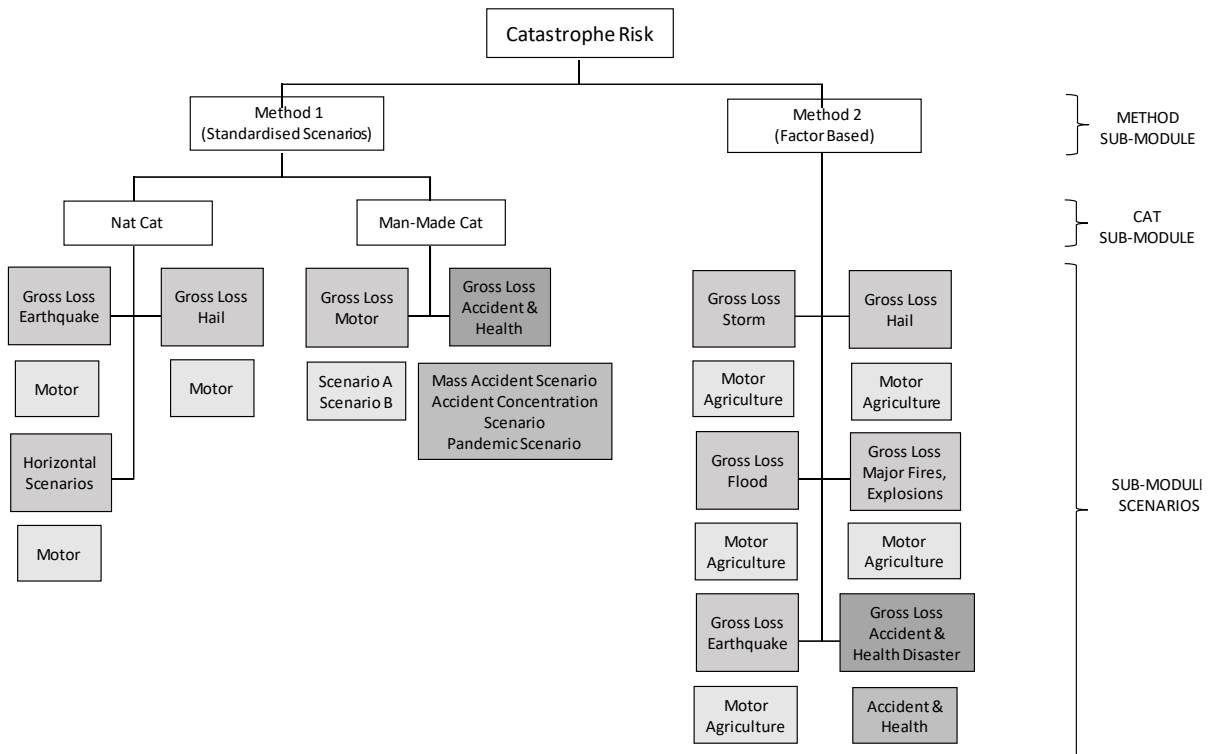 Catastrophe Risk
Method 1
(Standardised Scenarios)
Method 2
(Factor Based)
METHOD
SUB-MODULE
Nat Cat
Man-Made Cat
CAT
SUB-MODULE
Gross Loss
Earthquake
Gross Loss
Hail
Gross Loss
Motor
Gross Loss
Accident &
Health
Gross Loss
Storm
Gross Loss
Hail
Motor
Motor
Scenario A
Scenario B
Mass Accident Scenario
Accident Concentration
Scenario
Pandemic Scenario
Motor
Agriculture
Motor
Agriculture
Horizontal
Scenarios
Gross Loss
Flood
Gross Loss
Major Fires,
Explosions
SUB-MODULE
SCENARIOS
Motor
Motor
Agriculture
Motor
Agriculture
Gross Loss
Earthquake
Gross Loss
Accident &
Health Disaster
Motor
Agriculture
Accident &
Health